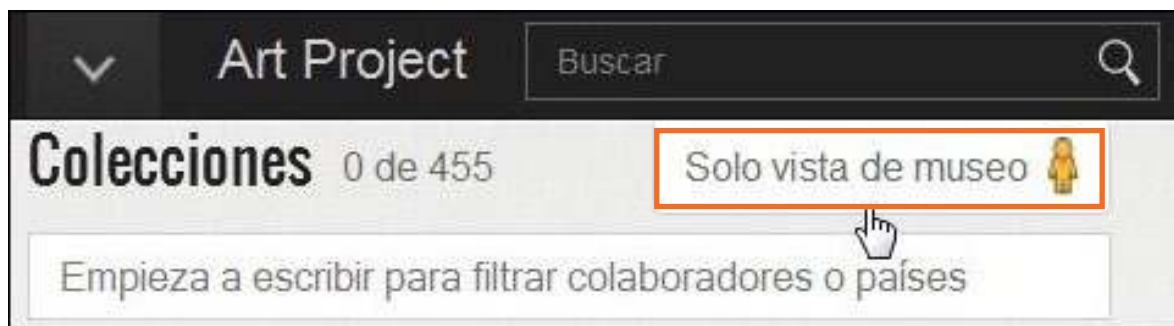 Art Project Buscar
Colecciones 0 de 455 Solo vista de museo
Empieza a escribir para filtrar colaboradores o países